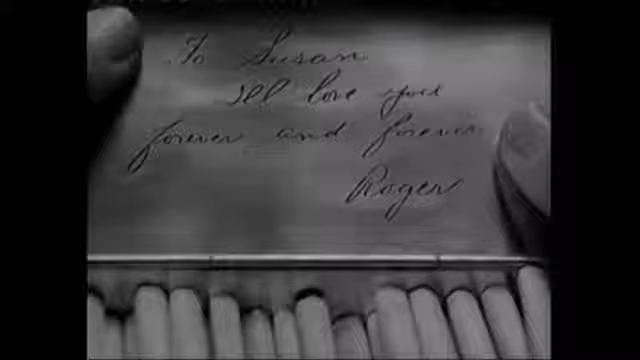 To Susan
I'll love you
forever and forever
Roger